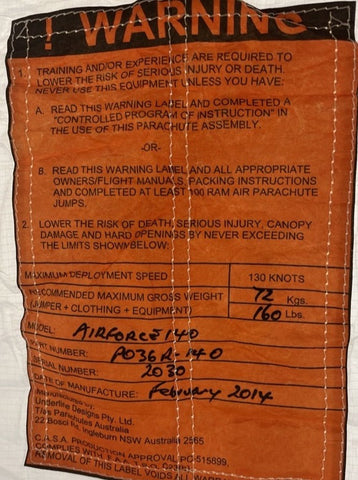 ! WARNING
1. TRAINING AND/OR EXPERIENCE ARE REQUIRED TO
LOWER THE RISK OF SERIOUS INJURY OR DEATH.
NEVER USE THIS EQUIPMENT UNLESS YOU HAVE:
A. READ THIS WARNING LABEL AND COMPLETED A
"CONTROLLED PROGRAM OF INSTRUCTION" IN
THE USE OF THIS PARACHUTE ASSEMBLY.
-OR-
B. READ THIS WARNING LABEL AND ALL APPROPRIATE
OWNERS/FLIGHT MANUALS, PACKING INSTRUCTIONS
AND COMPLETED AT LEAST 100 RAM AIR PARACHUTE
JUMPS.
2. LOWER THE RISK OF DEATH, SERIOUS INJURY, CANOPY
DAMAGE AND HARD OPENINGS BY NEVER EXCEEDING
THE LIMITS SHOWN BELOW:
MAXIMUM DEPLOYMENT SPEED 130 KNOTS
RECOMMENDED MAXIMUM GROSS WEIGHT 72 Kgs.
(JUMPER + CLOTHING + EQUIPMENT) 160 Lbs.
MODEL: AIRFORCE 140
PART NUMBER: PO36R-140
SERIAL NUMBER: 2030
DATE OF MANUFACTURE: February 2014
Manufactured by:
Underline Designs Pty. Ltd.
T/as Parachutes Australia
22 Bosci Rd, Ingleburn NSW Australia 2565
C.A.S.A. PRODUCTION APPROVAL PC 515899,
COMPLIES WITH
REMOVAL OF THIS LABEL VOIDS ALL